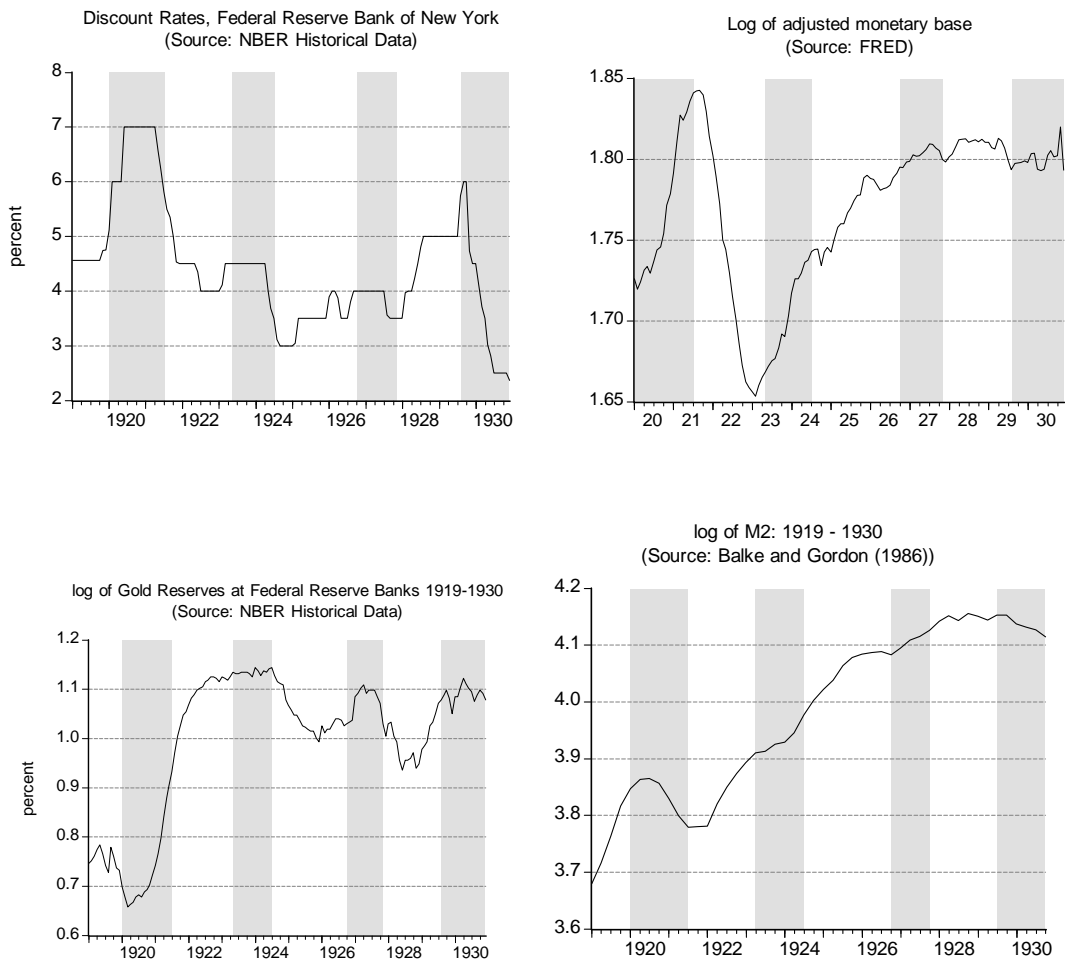 Discount Rates, Federal Reserve Bank of New York
(Source: NBER Historical Data)
8
7
6
5
4
3
2
percent
1920 1922 1924 1926 1928 1930
Log of adjusted monetary base
(Source: FRED)
1.85
1.80
1.75
1.70
1.65
20 21 22 23 24 25 26 27 28 29 30
log of Gold Reserves at Federal Reserve Banks 1919-1930
(Source: NBER Historical Data)
1.2
1.1
1.0
0.9
0.8
0.7
0.6
percent
1920 1922 1924 1926 1928 1930
log of M2: 1919 - 1930
(Source: Balke and Gordon (1986))
4.2
4.1
4.0
3.9
3.8
3.7
3.6
1920 1922 1924 1926 1928 1930